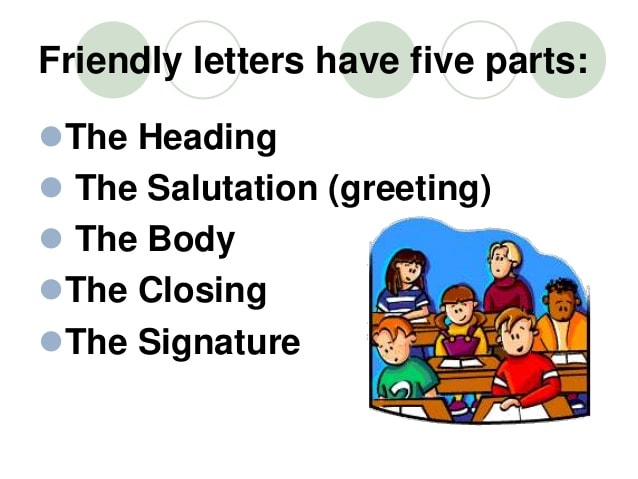 Friendly letters have five parts:
The Heading
The Salutation (greeting)
The Body
The Closing
The Signature